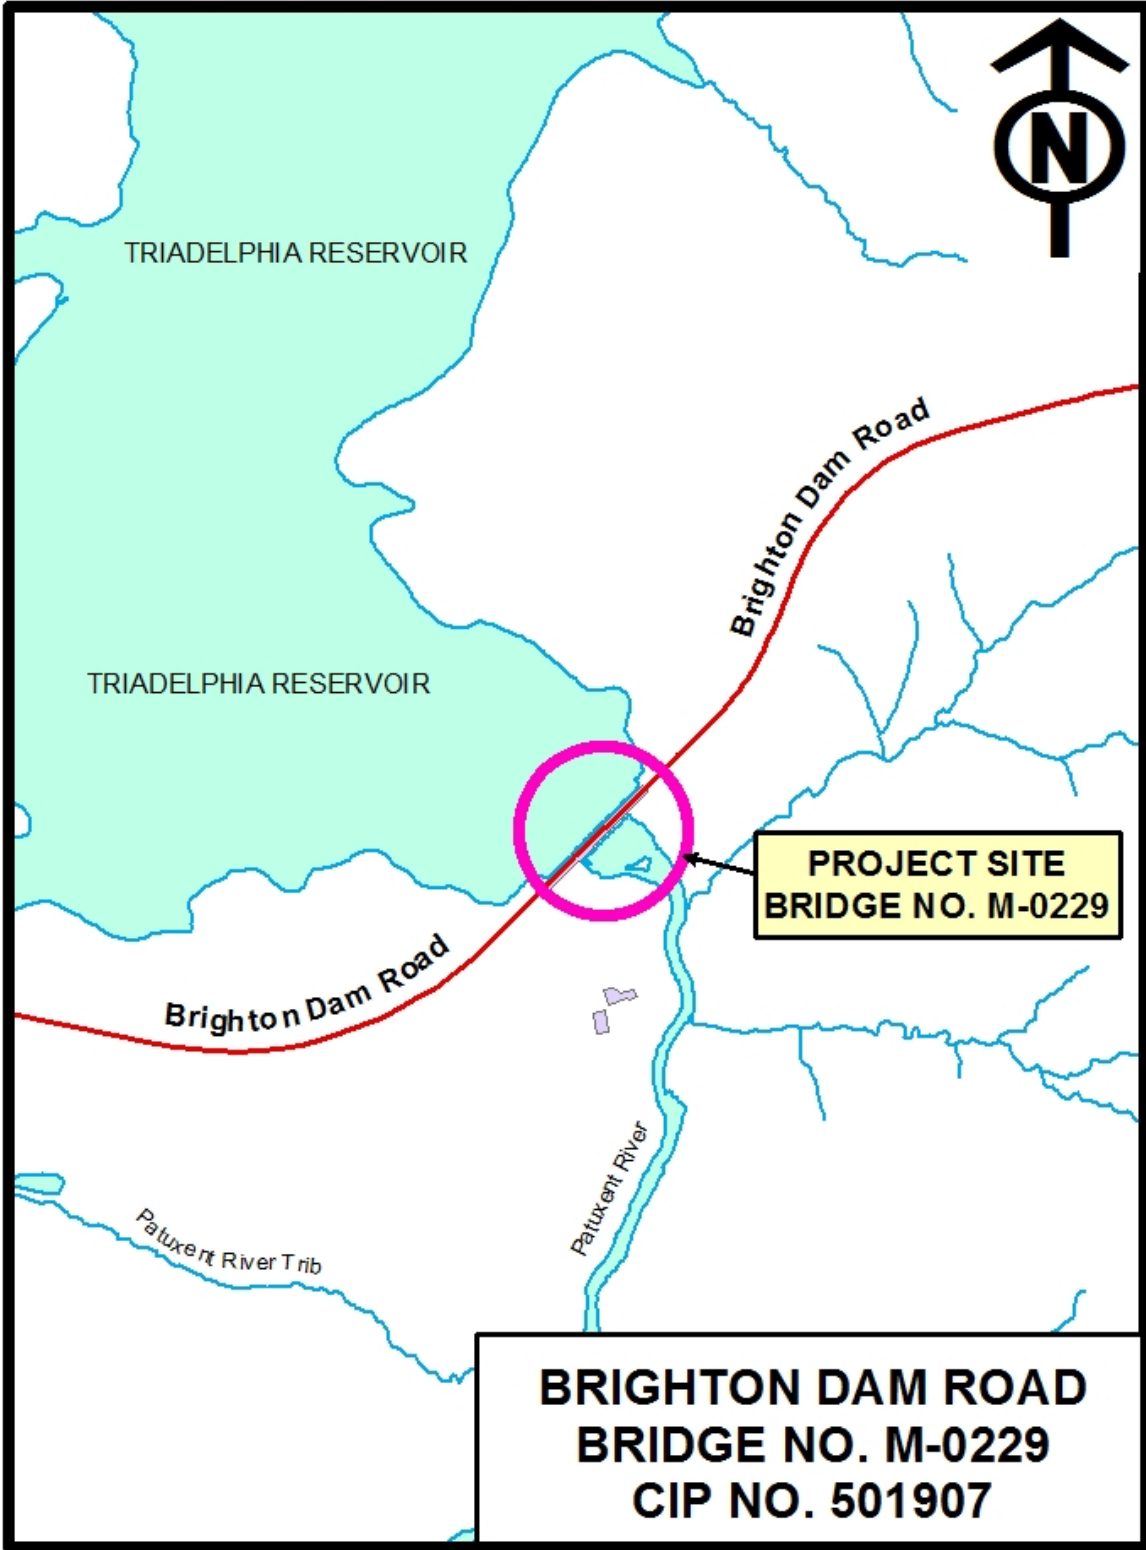 N
TRIADELPHIA RESERVOIR
Brighton Dam Road
TRIADELPHIA RESERVOIR
PROJECT SITE
BRIDGE NO. M-0229
Brighton Dam Road
Patuxent River
Patuxent River Trib
BRIGHTON DAM ROAD
BRIDGE NO. M-0229
CIP NO. 501907